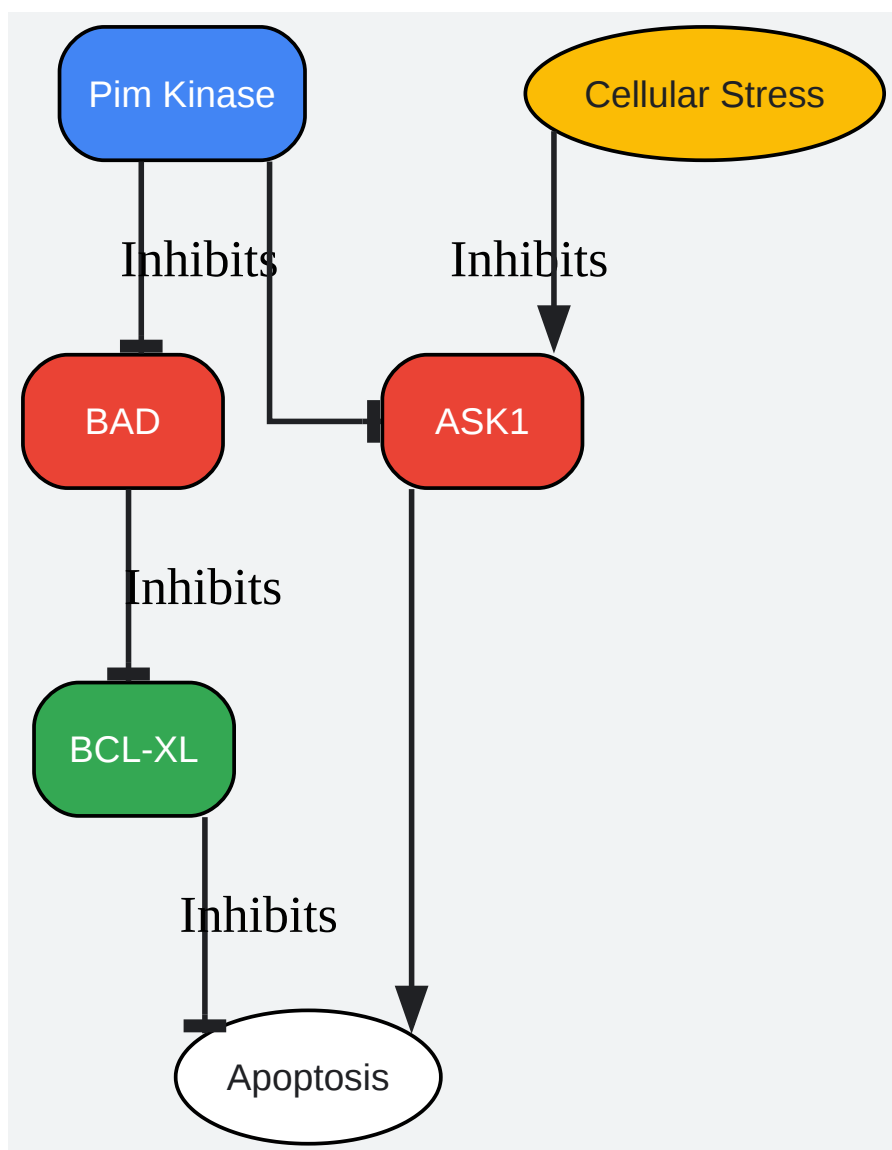 Pim Kinase
Cellular Stress
Inhibits
Inhibits
BAD
ASK1
Inhibits
BCL-XL
Inhibits
Apoptosis